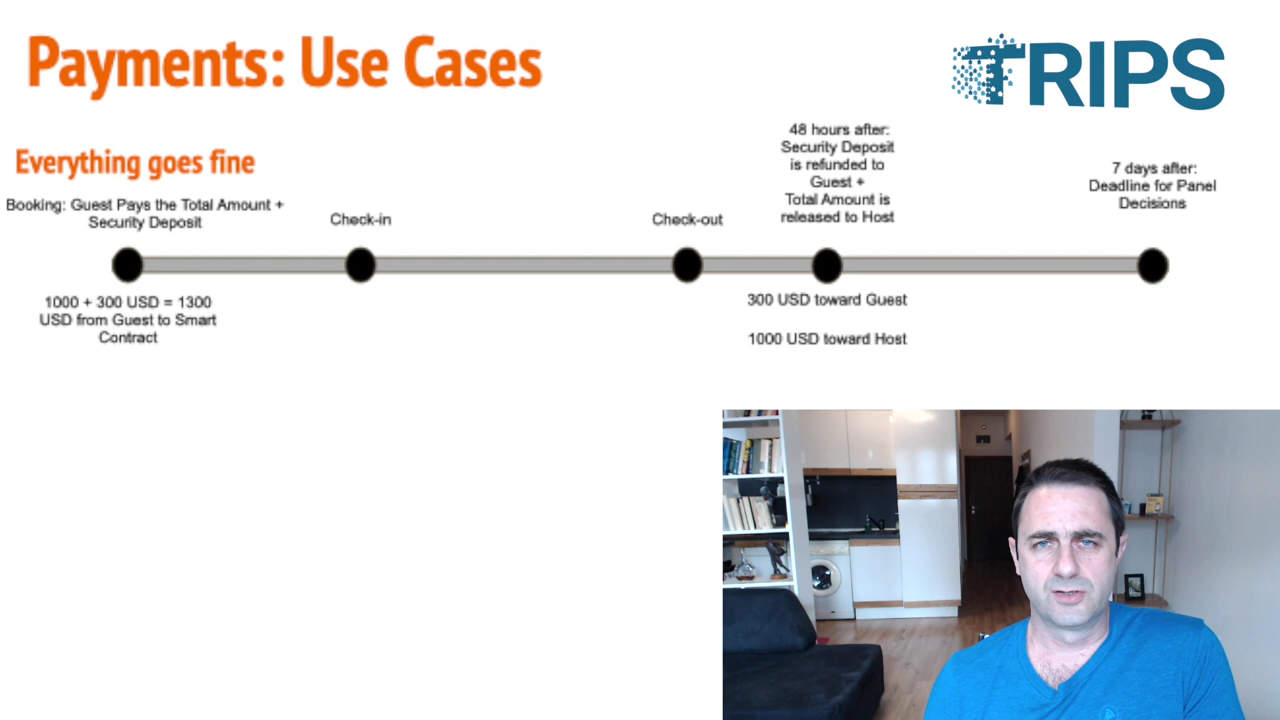 Payments: Use Cases
TRIPS
Everything goes fine
Booking: Guest Pays the Total Amount +
Security Deposit
Check-in
Check-out
48 hours after:
Security Deposit
is refunded to
Guest +
Total Amount is
released to Host
7 days after:
Deadline for Panel
Decisions
1000 + 300 USD = 1300
USD from Guest to Smart
Contract
300 USD toward Guest
1000 USD toward Host